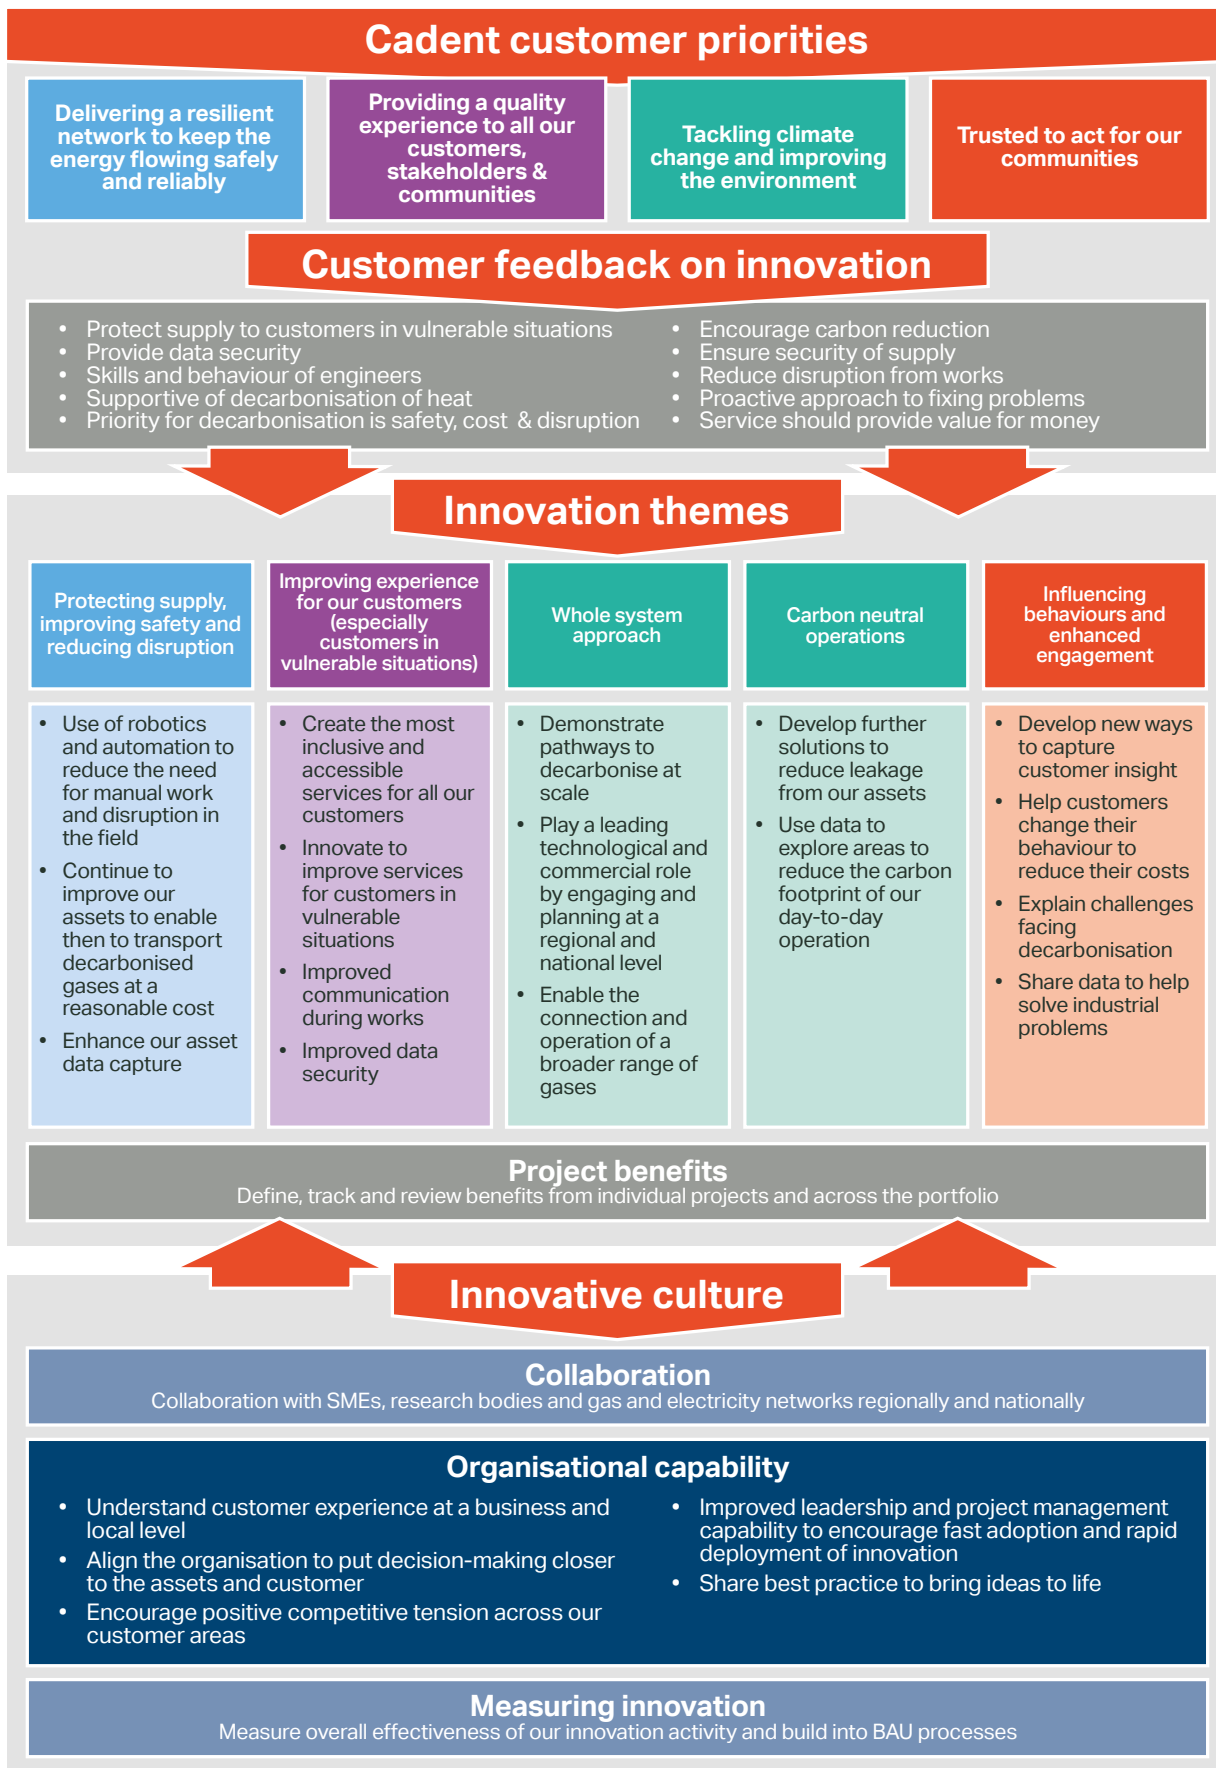 Cadent customer priorities
Delivering a resilient
network to keep the
energy flowing safely
and reliably
Providing a quality
experience to all our
customers,
stakeholders &
communities
Tackling climate
change and improving
the environment
Trusted to act for our
communities
Customer feedback on innovation
• Protect supply to customers in vulnerable situations
• Provide data security
• Skills and behaviour of engineers
• Supportive of decarbonisation of heat
• Priority for decarbonisation is safety, cost & disruption
• Encourage carbon reduction
• Ensure security of supply
• Reduce disruption from works
• Proactive approach to fixing problems
• Service should provide value for money
Innovation themes
Protecting supply,
improving safety and
reducing disruption
• Use of robotics
and automation to
reduce the need
for manual work
and disruption in
the field
• Continue to
improve our
assets to enable
then to transport
decarbonised
gases at a
reasonable cost
• Enhance our asset
data capture
Improving experience
for our customers
(especially
customers in
vulnerable situations)
• Create the most
inclusive and
accessible
services for all our
customers
• Innovate to
improve services
for customers in
vulnerable
situations
• Improved
communication
during works
• Improved data
security
Whole system
approach
• Demonstrate
pathways to
decarbonise at
scale
• Play a leading
technological and
commercial role
by engaging and
planning at a
regional and
national level
• Enable the
connection and
operation of a
broader range of
gases
Carbon neutral
operations
• Develop further
solutions to
reduce leakage
from our assets
• Use data to
explore areas to
reduce the carbon
footprint of our
day-to-day
operation
Influencing
behaviours and
enhanced
engagement
• Develop new ways
to capture
customer insight
• Help customers
change their
behaviour to
reduce their costs
• Explain challenges
facing
decarbonisation
• Share data to help
solve industrial
problems
Project benefits
Define, track and review benefits from individual projects and across the portfolio
Innovative culture
Collaboration
Collaboration with SMEs, research bodies and gas and electricity networks regionally and nationally
Organisational capability
• Understand customer experience at a business and
local level
• Align the organisation to put decision-making closer
to the assets and customer
• Encourage positive competitive tension across our
customer areas
• Improved leadership and project management
capability to encourage fast adoption and rapid
deployment of innovation
• Share best practice to bring ideas to life
Measuring innovation
Measure overall effectiveness of our innovation activity and build into BAU processes